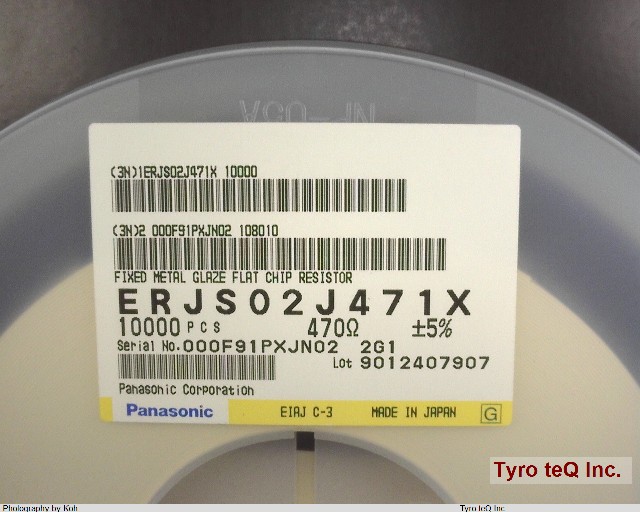 (3N)1ERJS02J471X 10000
(3N)2 000F91PXJN02 108010
FIXED METAL GLAZE FLAT CHIP RESISTOR
ERJS02J471X
10000 PCS 470Ω ±5%
Serial No.000F91PXJN02 2G1
Lot 9012407907
Panasonic Corporation
Panasonic EIAJ C-3 MADE IN JAPAN G
Tyro teQ Inc.
Photography by Koh Tyro teQ Inc